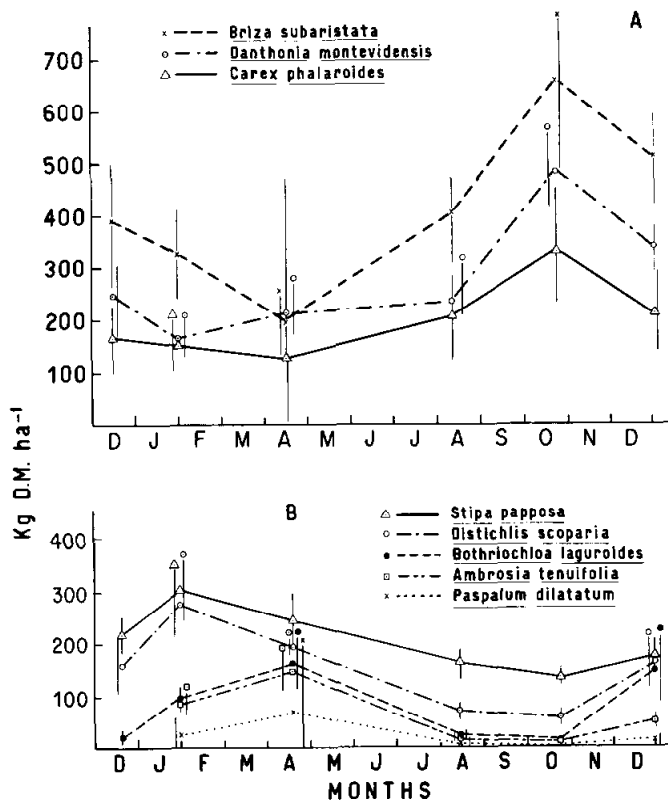 A
Briza subaristata
Danthonia montevidensis
Carex phalaroides
700
600
500
400
300
200
100
D J F M A M J J A S O N D
Kg D.M. ha⁻¹
B
Stipa papposa
Distichlis scoparia
Bothriochloa laguroides
Ambrosia tenuifolia
Paspalum dilatatum
400
300
200
100
D J F M A M J J A S O N D
MONTHS